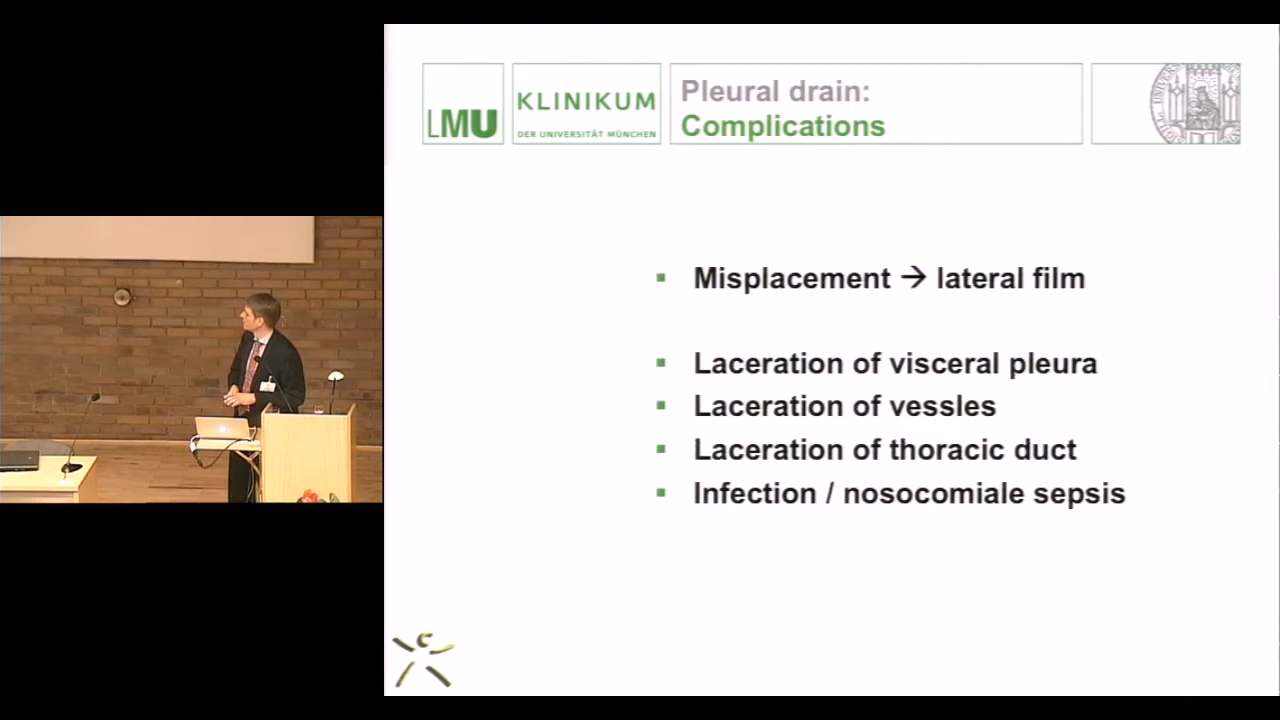 LMU
KLINIKUM
DER UNIVERSITÄT MÜNCHEN
Pleural drain:
Complications
Misplacement → lateral film
Laceration of visceral pleura
Laceration of vessles
Laceration of thoracic duct
Infection / nosocomiale sepsis